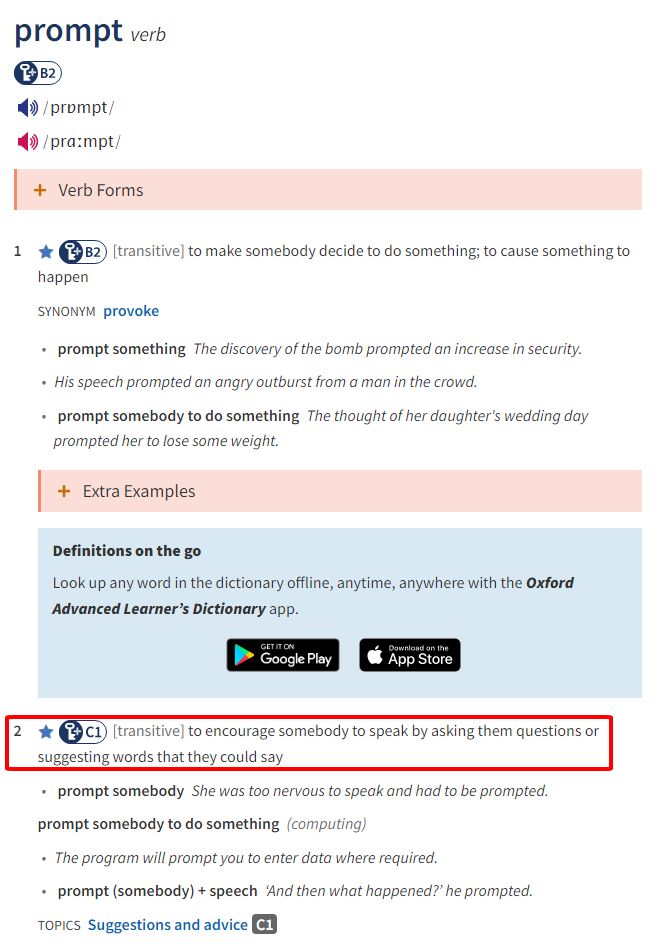 prompt verb
B2
/prɒmpt/
/prɑːmpt/
+ Verb Forms
1 B2 [transitive] to make somebody decide to do something; to cause something to
happen
SYNONYM provoke
• prompt something The discovery of the bomb prompted an increase in security.
• His speech prompted an angry outburst from a man in the crowd.
• prompt somebody to do something The thought of her daughter's wedding day
prompted her to lose some weight.
+ Extra Examples
Definitions on the go
Look up any word in the dictionary offline, anytime, anywhere with the Oxford
Advanced Learner’s Dictionary app.
GET IT ON Google Play
Download on the App Store
2 C1 [transitive] to encourage somebody to speak by asking them questions or
suggesting words that they could say
• prompt somebody She was too nervous to speak and had to be prompted.
prompt somebody to do something (computing)
• The program will prompt you to enter data where required.
• prompt (somebody) + speech ‘And then what happened?’ he prompted.
TOPICS Suggestions and advice C1